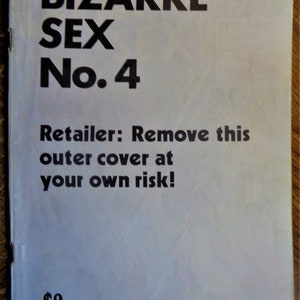 BIZARRE
SEX
No. 4
Retailer: Remove this
outer cover at
your own risk!